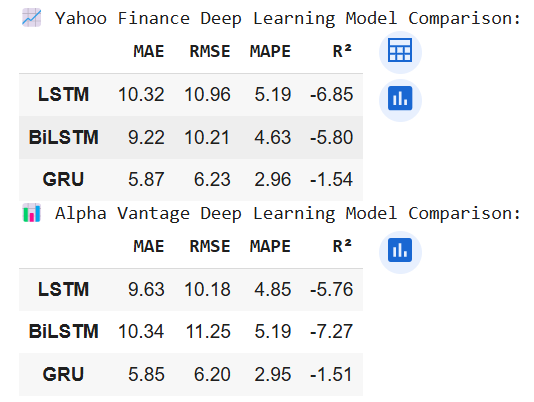 Yahoo Finance Deep Learning Model Comparison:
MAE RMSE MAPE R²
LSTM 10.32 10.96 5.19 -6.85
BiLSTM 9.22 10.21 4.63 -5.80
GRU 5.87 6.23 2.96 -1.54
Alpha Vantage Deep Learning Model Comparison:
MAE RMSE MAPE R²
LSTM 9.63 10.18 4.85 -5.76
BiLSTM 10.34 11.25 5.19 -7.27
GRU 5.85 6.20 2.95 -1.51